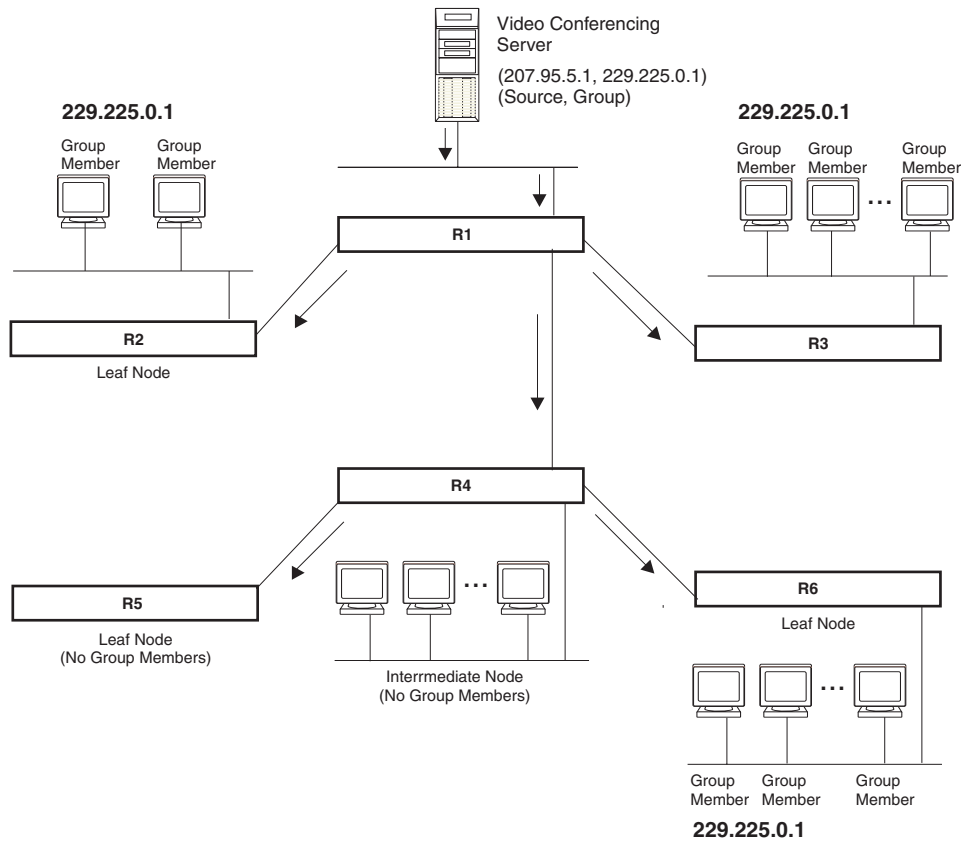 Video Conferencing
Server
(207.95.5.1, 229.225.0.1)
(Source, Group)
229.225.0.1
Group
Member
Group
Member
229.225.0.1
Group
Member
Group
Member
Group
Member
...
R1
R2
Leaf Node
R3
R4
R5
Leaf Node
(No Group Members)
...
Interrmediate Node
(No Group Members)
R6
Leaf Node
...
Group
Member
Group
Member
Group
Member
229.225.0.1